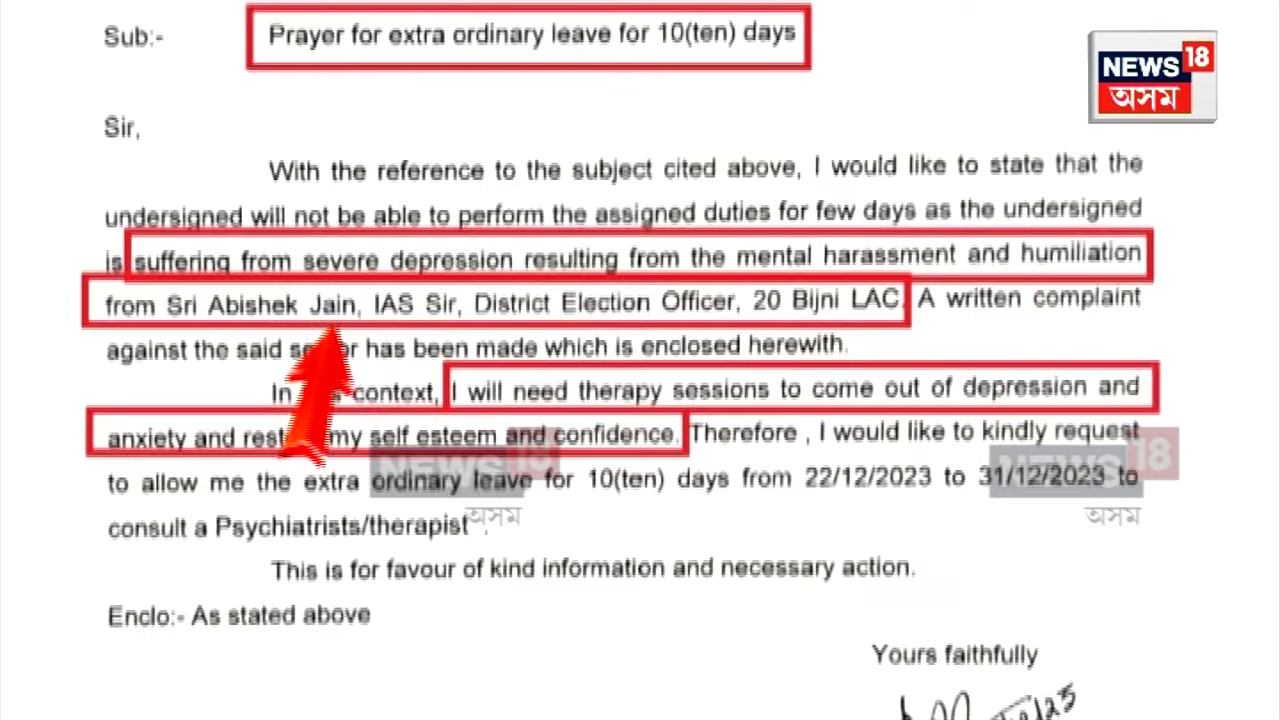 Sub:- Prayer for extra ordinary leave for 10(ten) days
NEWS 18
অসম
Sir,
With the reference to the subject cited above, I would like to state that the
undersigned will not be able to perform the assigned duties for few days as the undersigned
is suffering from severe depression resulting from the mental harassment and humiliation
from Sri Abishek Jain, IAS Sir, District Election Officer, 20 Bijni LAC. A written complaint
against the said has been made which is enclosed herewith.
In context, I will need therapy sessions to come out of depression and
anxiety and my self esteem and confidence. Therefore , I would like to kindly request
to allow me the extra ordinary leave for 10(ten) days from 22/12/2023 to 31/12/2023 to
NEWS 18
অসম
NEWS 18
অসম
consult a Psychiatrists/therapist .
This is for favour of kind information and necessary action.
Enclo:- As stated above
Yours faithfully